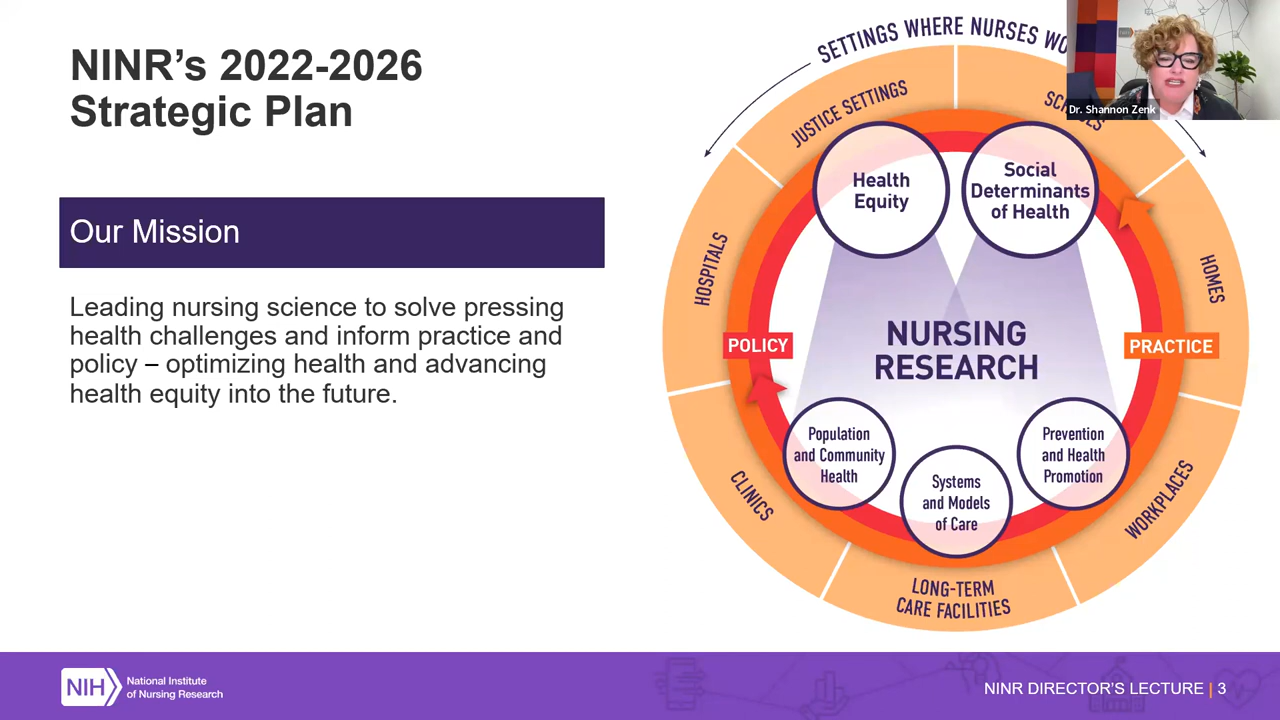 NINR’s 2022-2026
Strategic Plan
Our Mission
Leading nursing science to solve pressing
health challenges and inform practice and
policy – optimizing health and advancing
health equity into the future.
SETTINGS WHERE NURSES
JUSTICE SETTINGS
HOSPITALS
CLINICS
LONG-TERM
CARE FACILITIES
WORKPLACES
HOMES
Health
Equity
Social
Determinants
of Health
NURSING
RESEARCH
POLICY
PRACTICE
Population
and Community
Health
Systems
and Models
of Care
Prevention
and Health
Promotion
Dr. Shannon Zenk
NIH
National Institute
of Nursing Research
NINR DIRECTOR’S LECTURE | 3